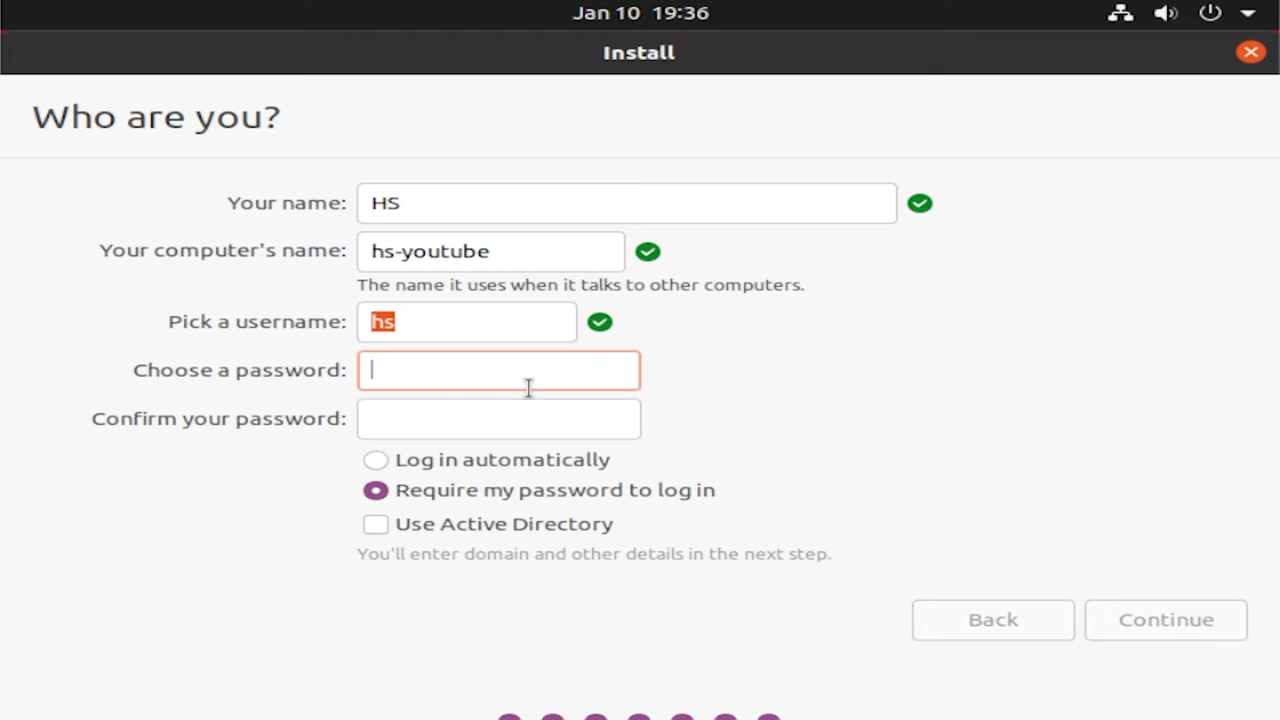 Jan 10 19:36
Install
Who are you?
Your name: HS
Your computer's name: hs-youtube
The name it uses when it talks to other computers.
Pick a username: hs
Choose a password:
Confirm your password:
Log in automatically
Require my password to log in
Use Active Directory
You'll enter domain and other details in the next step.
Back Continue